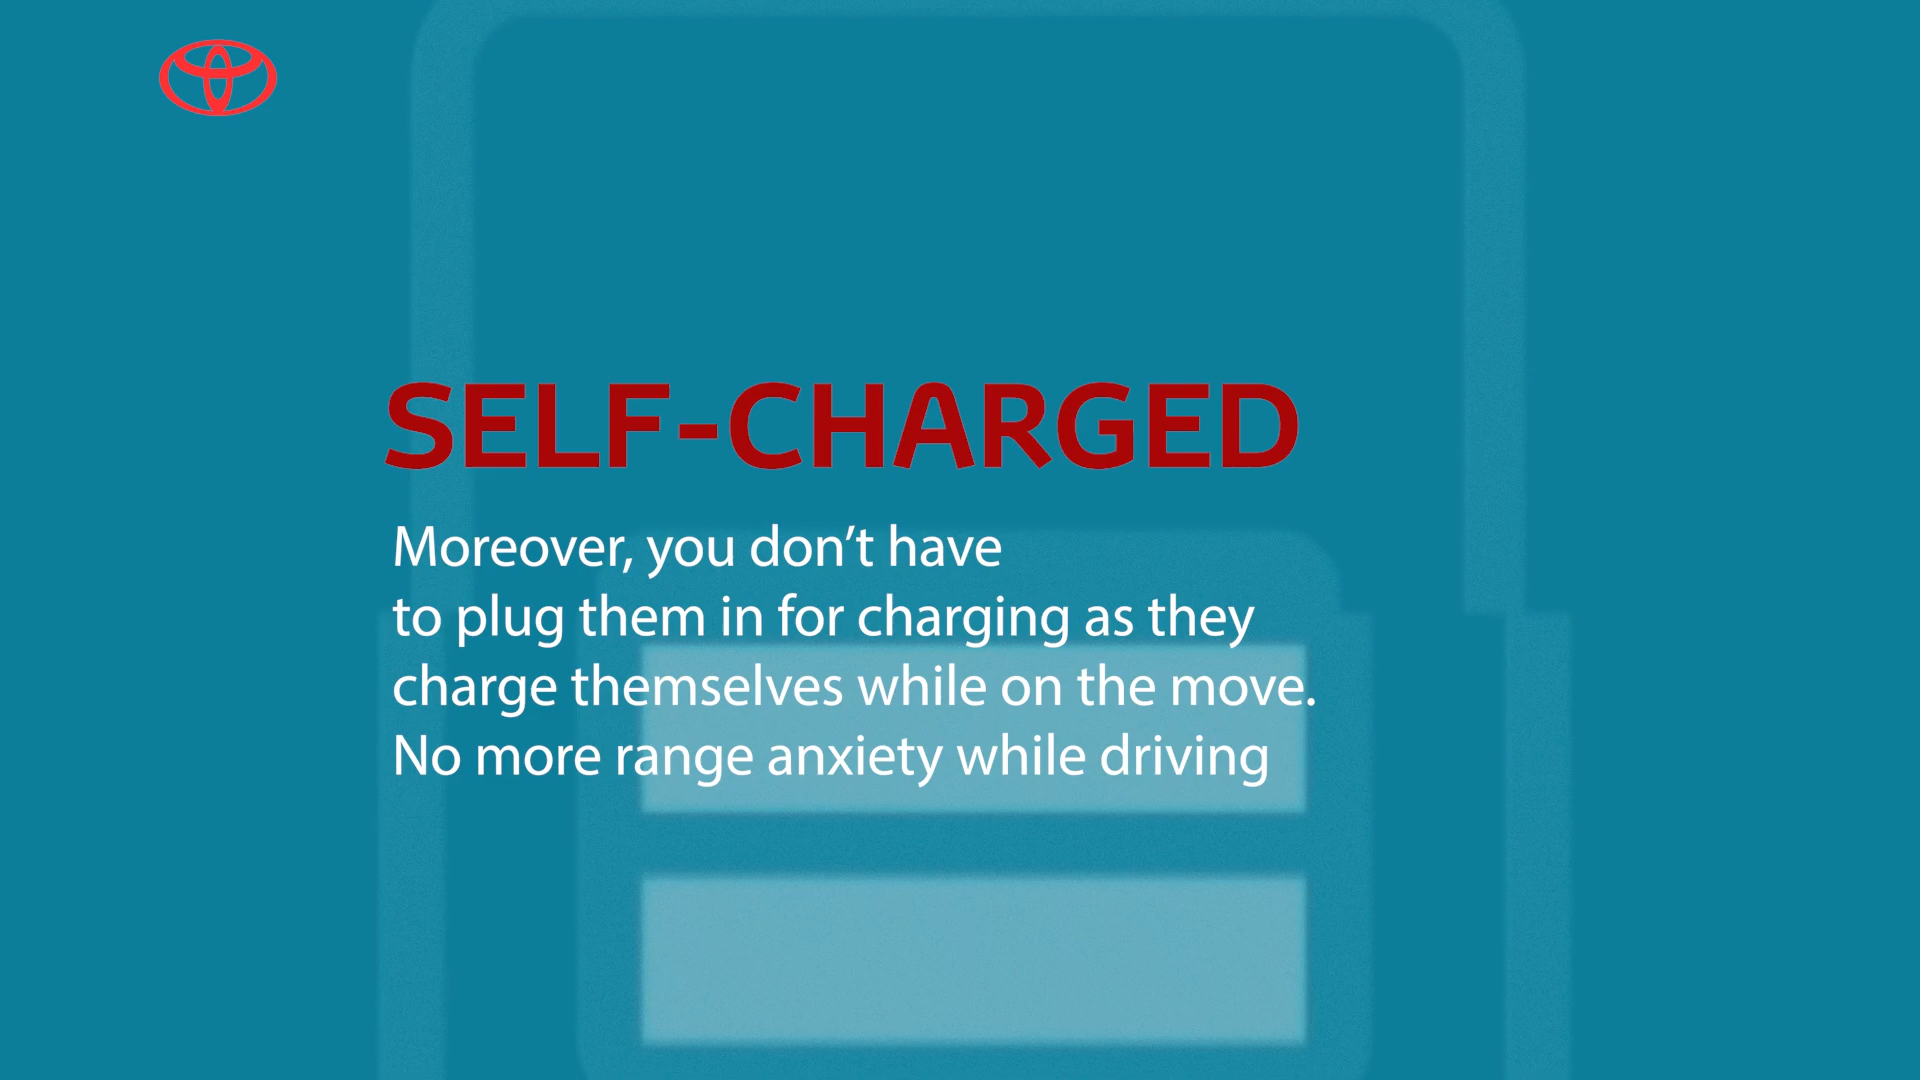 SELF-CHARGED
Moreover, you don’t have
to plug them in for charging as they
charge themselves while on the move.
No more range anxiety while driving